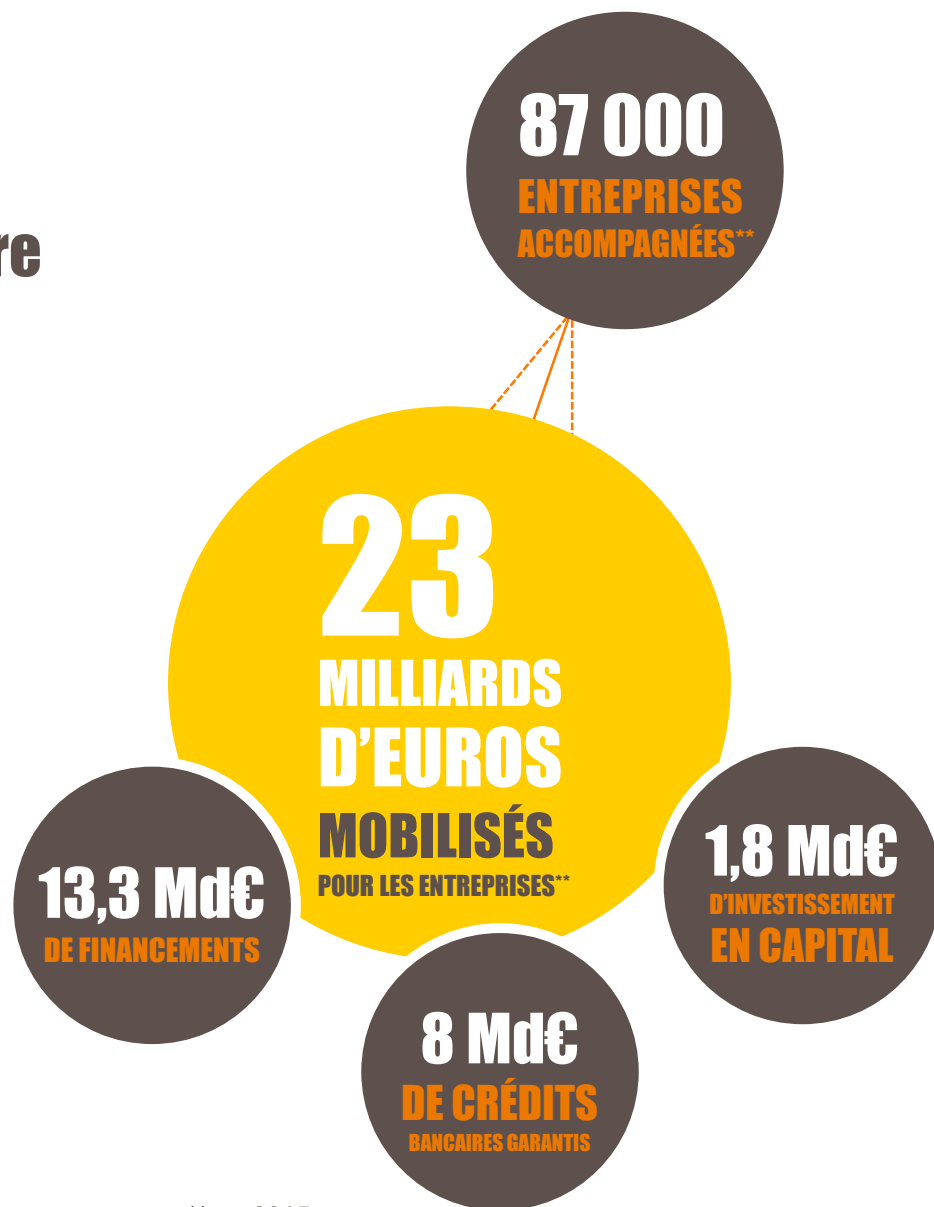 87 000
ENTREPRISES
ACCOMPAGNÉES**
re
23
MILLIARDS
D’EUROS
MOBILISÉS
POUR LES ENTREPRISES**
13,3 Md€
DE FINANCEMENTS
1,8 Md€
D’INVESTISSEMENT
EN CAPITAL
8 Md€
DE CRÉDITS
BANCAIRES GARANTIS